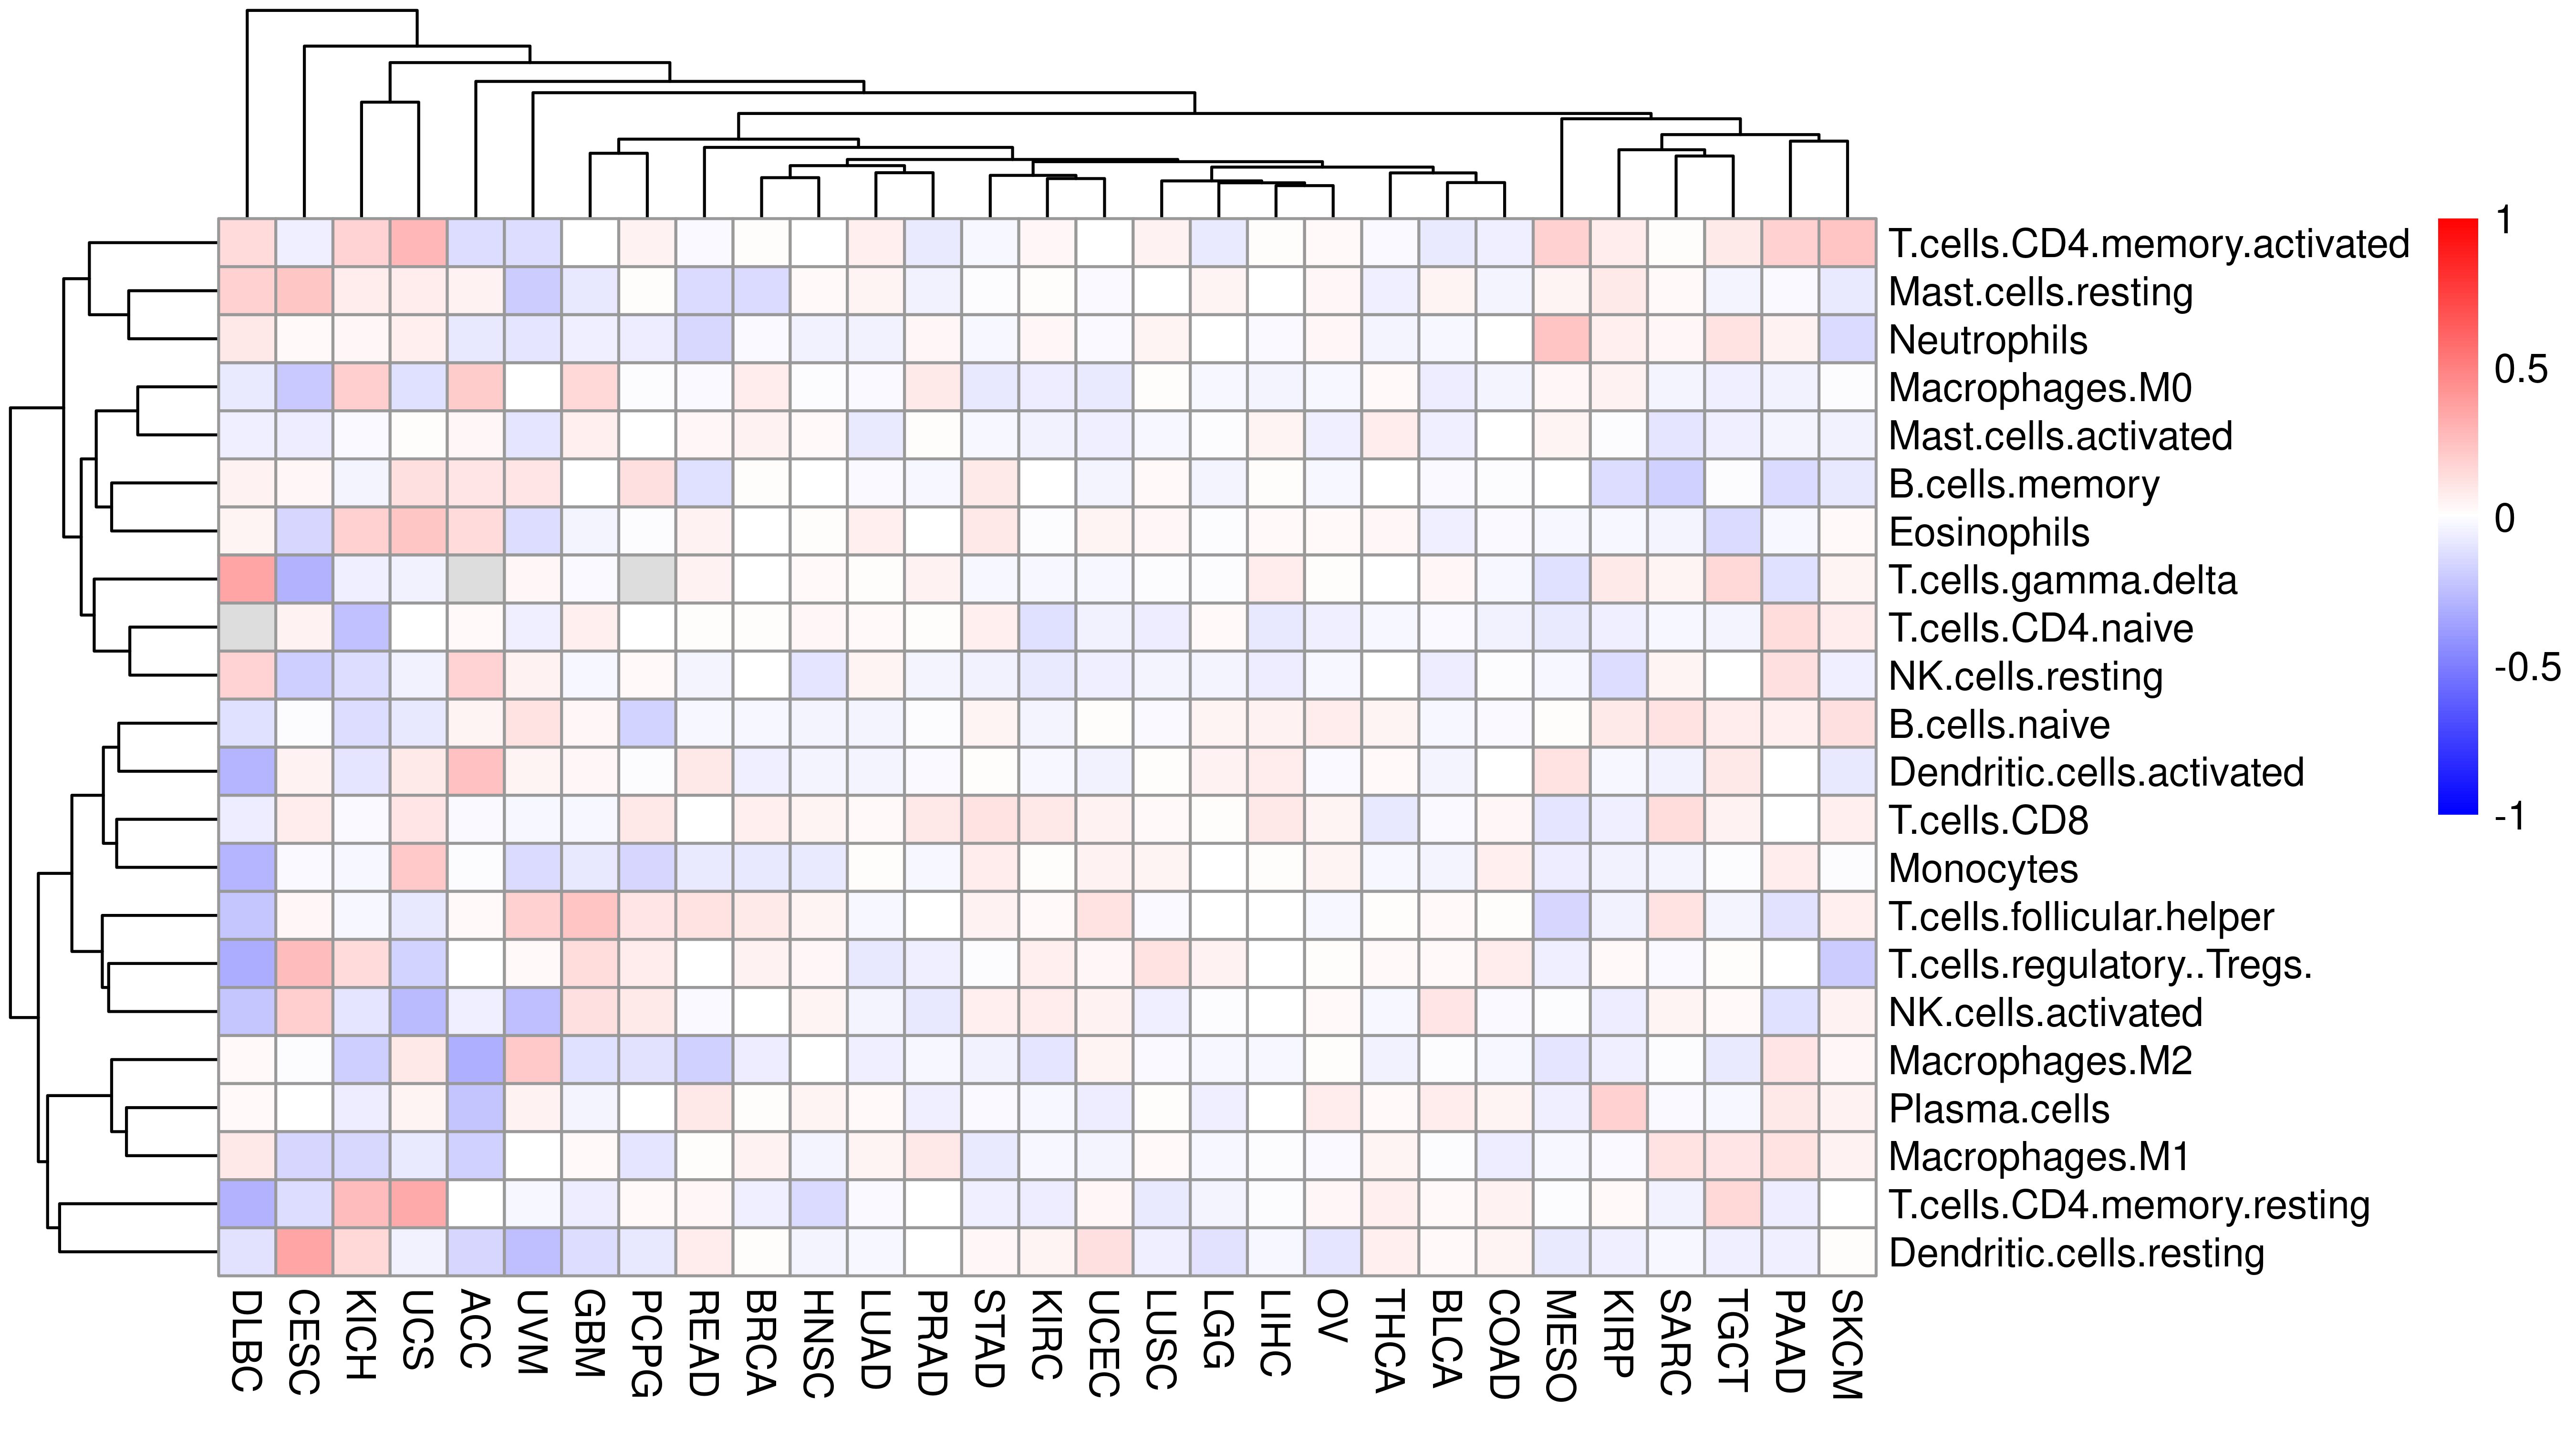 T.cells.CD4.memory.activated
Mast.cells.resting
Neutrophils
Macrophages.M0
Mast.cells.activated
B.cells.memory
Eosinophils
T.cells.gamma.delta
T.cells.CD4.naive
NK.cells.resting
B.cells.naive
Dendritic.cells.activated
T.cells.CD8
Monocytes
T.cells.follicular.helper
T.cells.regulatory..Tregs.
NK.cells.activated
Macrophages.M2
Plasma.cells
Macrophages.M1
T.cells.CD4.memory.resting
Dendritic.cells.resting
1
0.5
0
-0.5
-1
DLBC
CESC
KICH
UCS
ACC
UVM
GBM
PCPG
READ
BRCA
HNSC
LUAD
PRAD
STAD
KIRC
UCEC
LUSC
LGG
LIHC
OV
THCA
BLCA
COAD
MESO
KIRP
SARC
TGCT
PAAD
SKCM